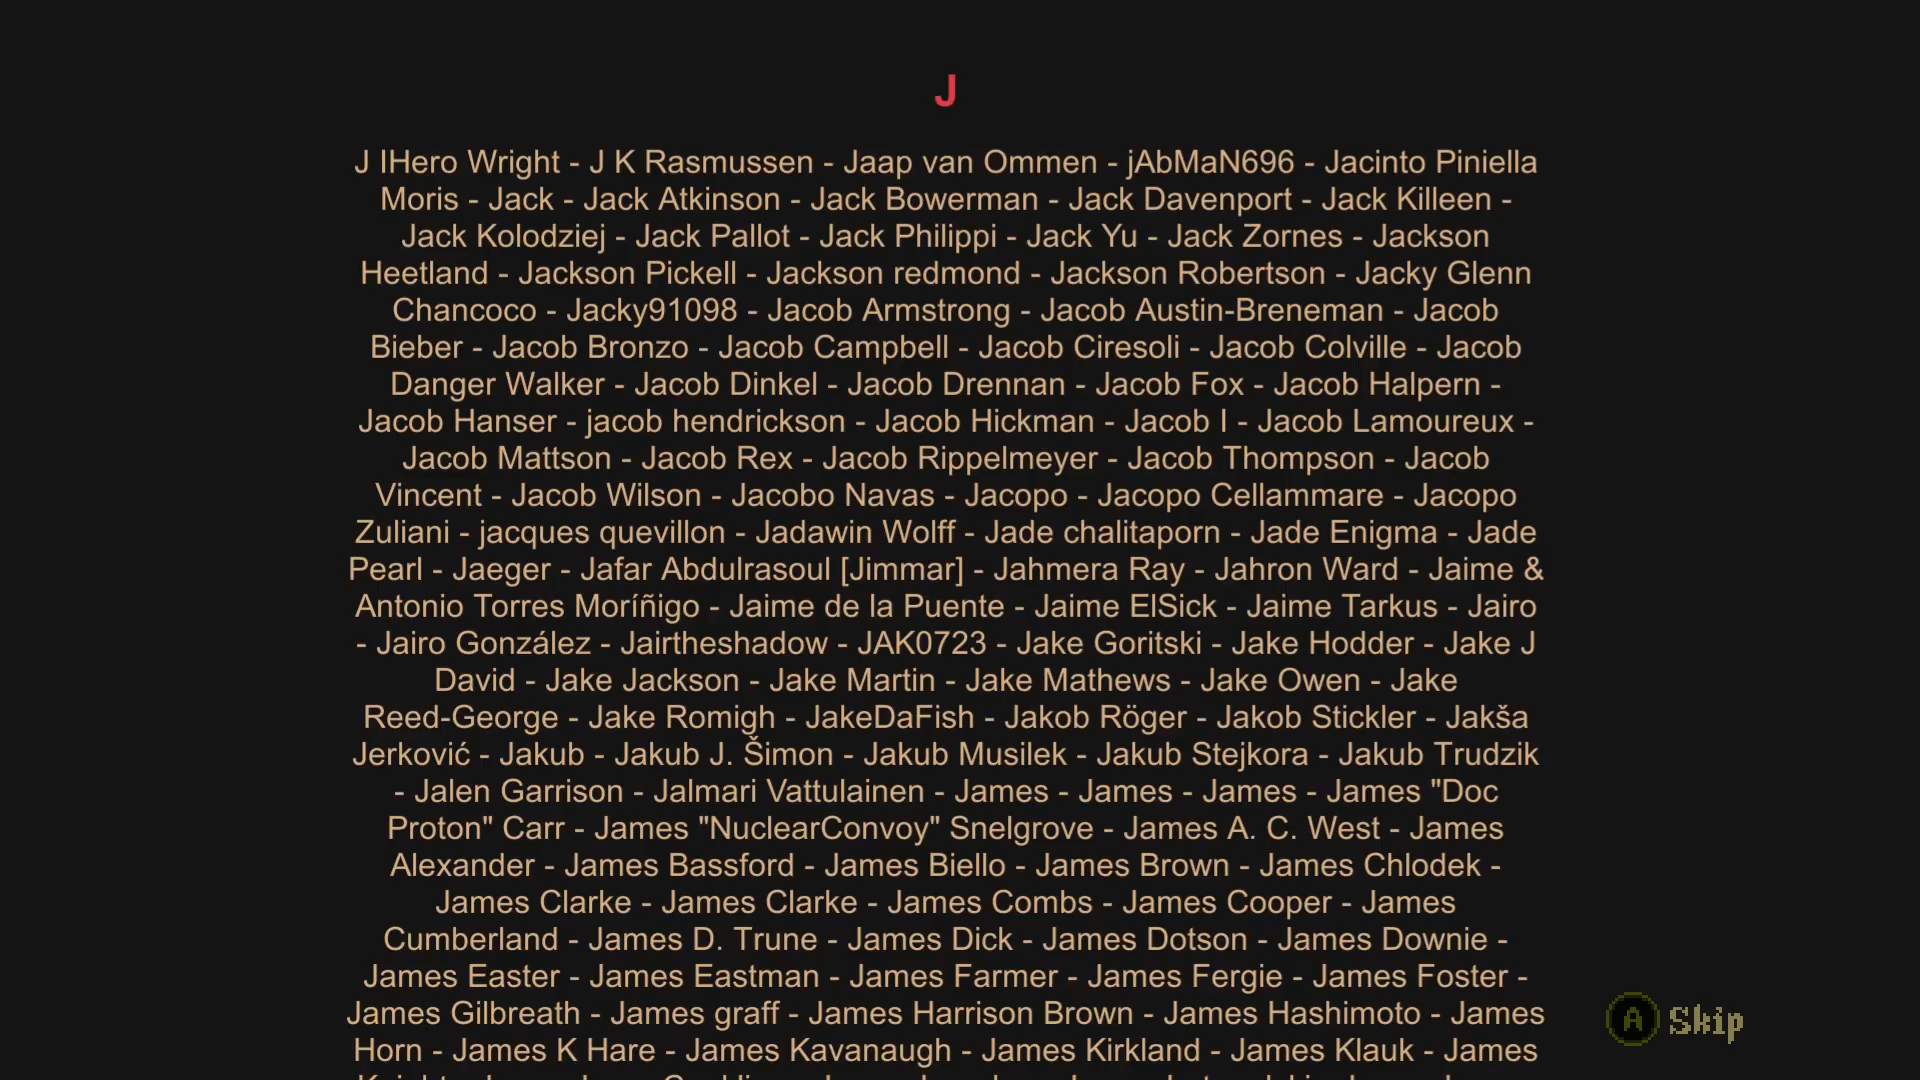 J
J IHero Wright - J K Rasmussen - Jaap van Ommen - jAbMaN696 - Jacinto Piniella
Moris - Jack - Jack Atkinson - Jack Bowerman - Jack Davenport - Jack Killeen -
Jack Kolodziej - Jack Pallot - Jack Philippi - Jack Yu - Jack Zornes - Jackson
Heetland - Jackson Pickell - Jackson redmond - Jackson Robertson - Jacky Glenn
Chancoco - Jacky91098 - Jacob Armstrong - Jacob Austin-Breneman - Jacob
Bieber - Jacob Bronzo - Jacob Campbell - Jacob Ciresoli - Jacob Colville - Jacob
Danger Walker - Jacob Dinkel - Jacob Drennan - Jacob Fox - Jacob Halpern -
Jacob Hanser - jacob hendrickson - Jacob Hickman - Jacob I - Jacob Lamoureux -
Jacob Mattson - Jacob Rex - Jacob Rippelmeyer - Jacob Thompson - Jacob
Vincent - Jacob Wilson - Jacobo Navas - Jacopo - Jacopo Cellammare - Jacopo
Zuliani - jacques quevillon - Jadawin Wolff - Jade chalitaporn - Jade Enigma - Jade
Pearl - Jaeger - Jafar Abdulrasoul [Jimmar] - Jahmera Ray - Jahron Ward - Jaime &
Antonio Torres Moríñigo - Jaime de la Puente - Jaime ElSick - Jaime Tarkus - Jairo
- Jairo González - Jairtheshadow - JAK0723 - Jake Goritski - Jake Hodder - Jake J
David - Jake Jackson - Jake Martin - Jake Mathews - Jake Owen - Jake
Reed-George - Jake Romigh - JakeDaFish - Jakob Röger - Jakob Stickler - Jakša
Jerković - Jakub - Jakub J. Šimon - Jakub Musilek - Jakub Stejkora - Jakub Trudzik
- Jalen Garrison - Jalmari Vattulainen - James - James - James - James "Doc
Proton" Carr - James "NuclearConvoy" Snelgrove - James A. C. West - James
Alexander - James Bassford - James Biello - James Brown - James Chlodek -
James Clarke - James Clarke - James Combs - James Cooper - James
Cumberland - James D. Trune - James Dick - James Dotson - James Downie -
James Easter - James Eastman - James Farmer - James Fergie - James Foster -
James Gilbreath - James graff - James Harrison Brown - James Hashimoto - James
Horn - James K Hare - James Kavanaugh - James Kirkland - James Klauk - James
A Skip